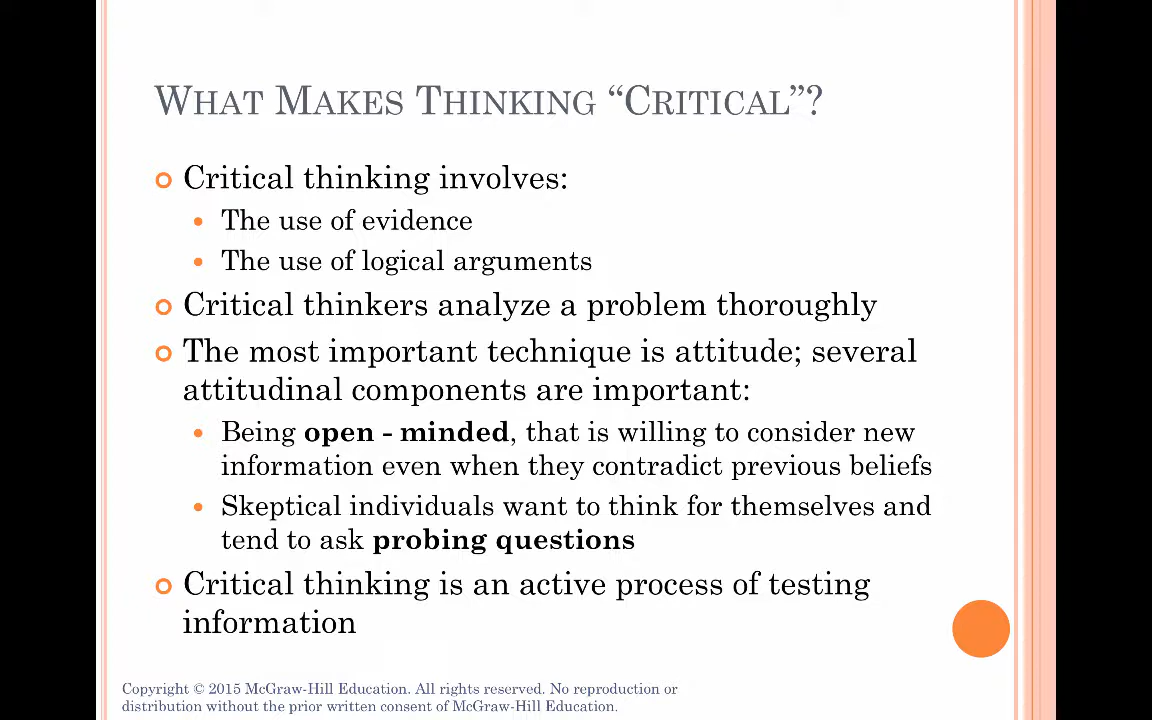 WHAT MAKES THINKING “CRITICAL”?
Critical thinking involves:
The use of evidence
The use of logical arguments
Critical thinkers analyze a problem thoroughly
The most important technique is attitude; several
attitudinal components are important:
Being open - minded, that is willing to consider new
information even when they contradict previous beliefs
Skeptical individuals want to think for themselves and
tend to ask probing questions
Critical thinking is an active process of testing
information
Copyright © 2015 McGraw-Hill Education. All rights reserved. No reproduction or
distribution without the prior written consent of McGraw-Hill Education.